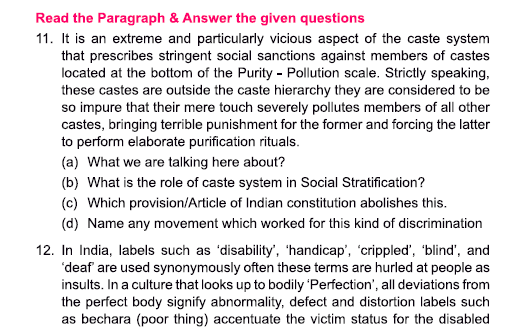 Read the Paragraph & Answer the given questions
11. It is an extreme and particularly vicious aspect of the caste system
that prescribes stringent social sanctions against members of castes
located at the bottom of the Purity - Pollution scale. Strictly speaking,
these castes are outside the caste hierarchy they are considered to be
so impure that their mere touch severely pollutes members of all other
castes, bringing terrible punishment for the former and forcing the latter
to perform elaborate purification rituals.
(a) What we are talking here about?
(b) What is the role of caste system in Social Stratification?
(c) Which provision/Article of Indian constitution abolishes this.
(d) Name any movement which worked for this kind of discrimination
12. In India, labels such as 'disability', 'handicap', 'crippled', 'blind', and
'deaf' are used synonymously often these terms are hurled at people as
insults. In a culture that looks up to bodily 'Perfection', all deviations from
the perfect body signify abnormality, defect and distortion labels such
as bechara (poor thing) accentuate the victim status for the disabled